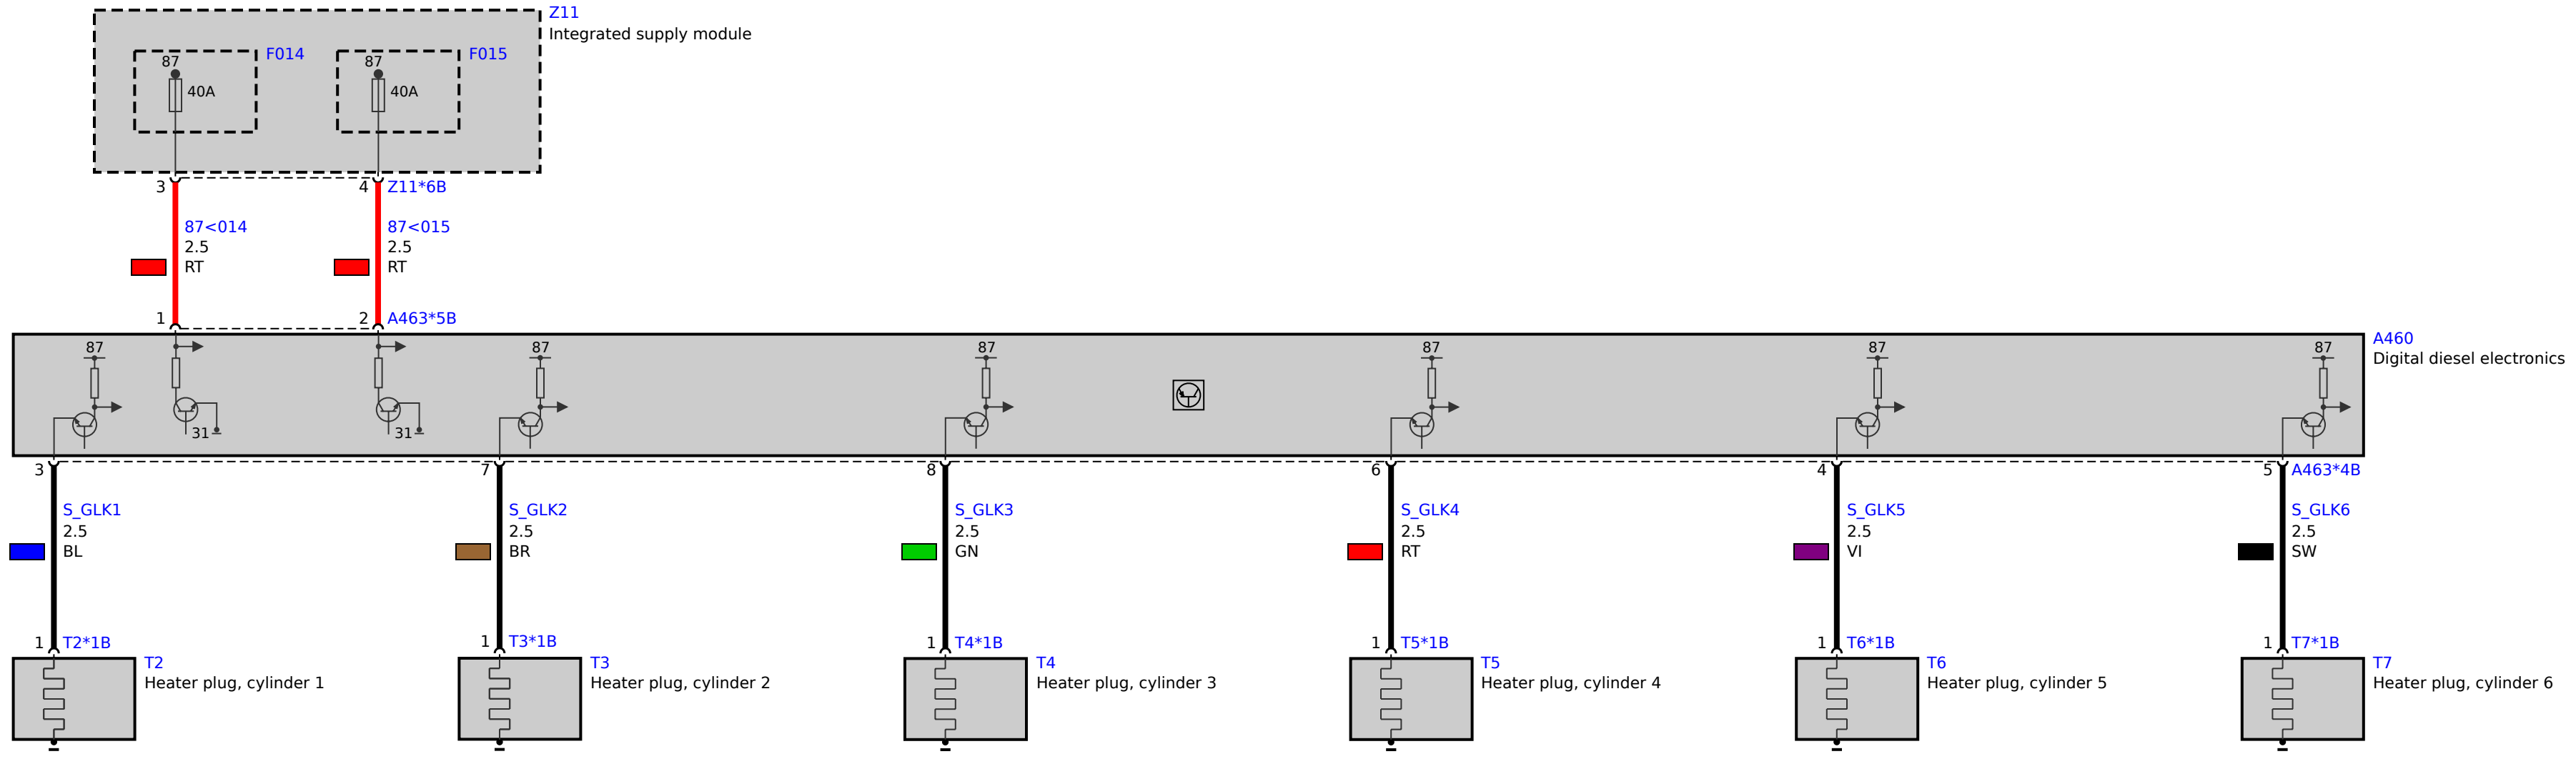 Z11
Integrated supply module
F014
F015
87
87
40A
40A
3
4
Z11*6B
87<014
2.5
RT
87<015
2.5
RT
1
2
A463*5B
A460
Digital diesel electronics
87
87
87
87
87
87
31
31
3
7
8
6
4
5
A463*4B
S_GLK1
2.5
BL
S_GLK2
2.5
BR
S_GLK3
2.5
GN
S_GLK4
2.5
RT
S_GLK5
2.5
VI
S_GLK6
2.5
SW
1
T2*1B
1
T3*1B
1
T4*1B
1
T5*1B
1
T6*1B
1
T7*1B
T2
Heater plug, cylinder 1
T3
Heater plug, cylinder 2
T4
Heater plug, cylinder 3
T5
Heater plug, cylinder 4
T6
Heater plug, cylinder 5
T7
Heater plug, cylinder 6